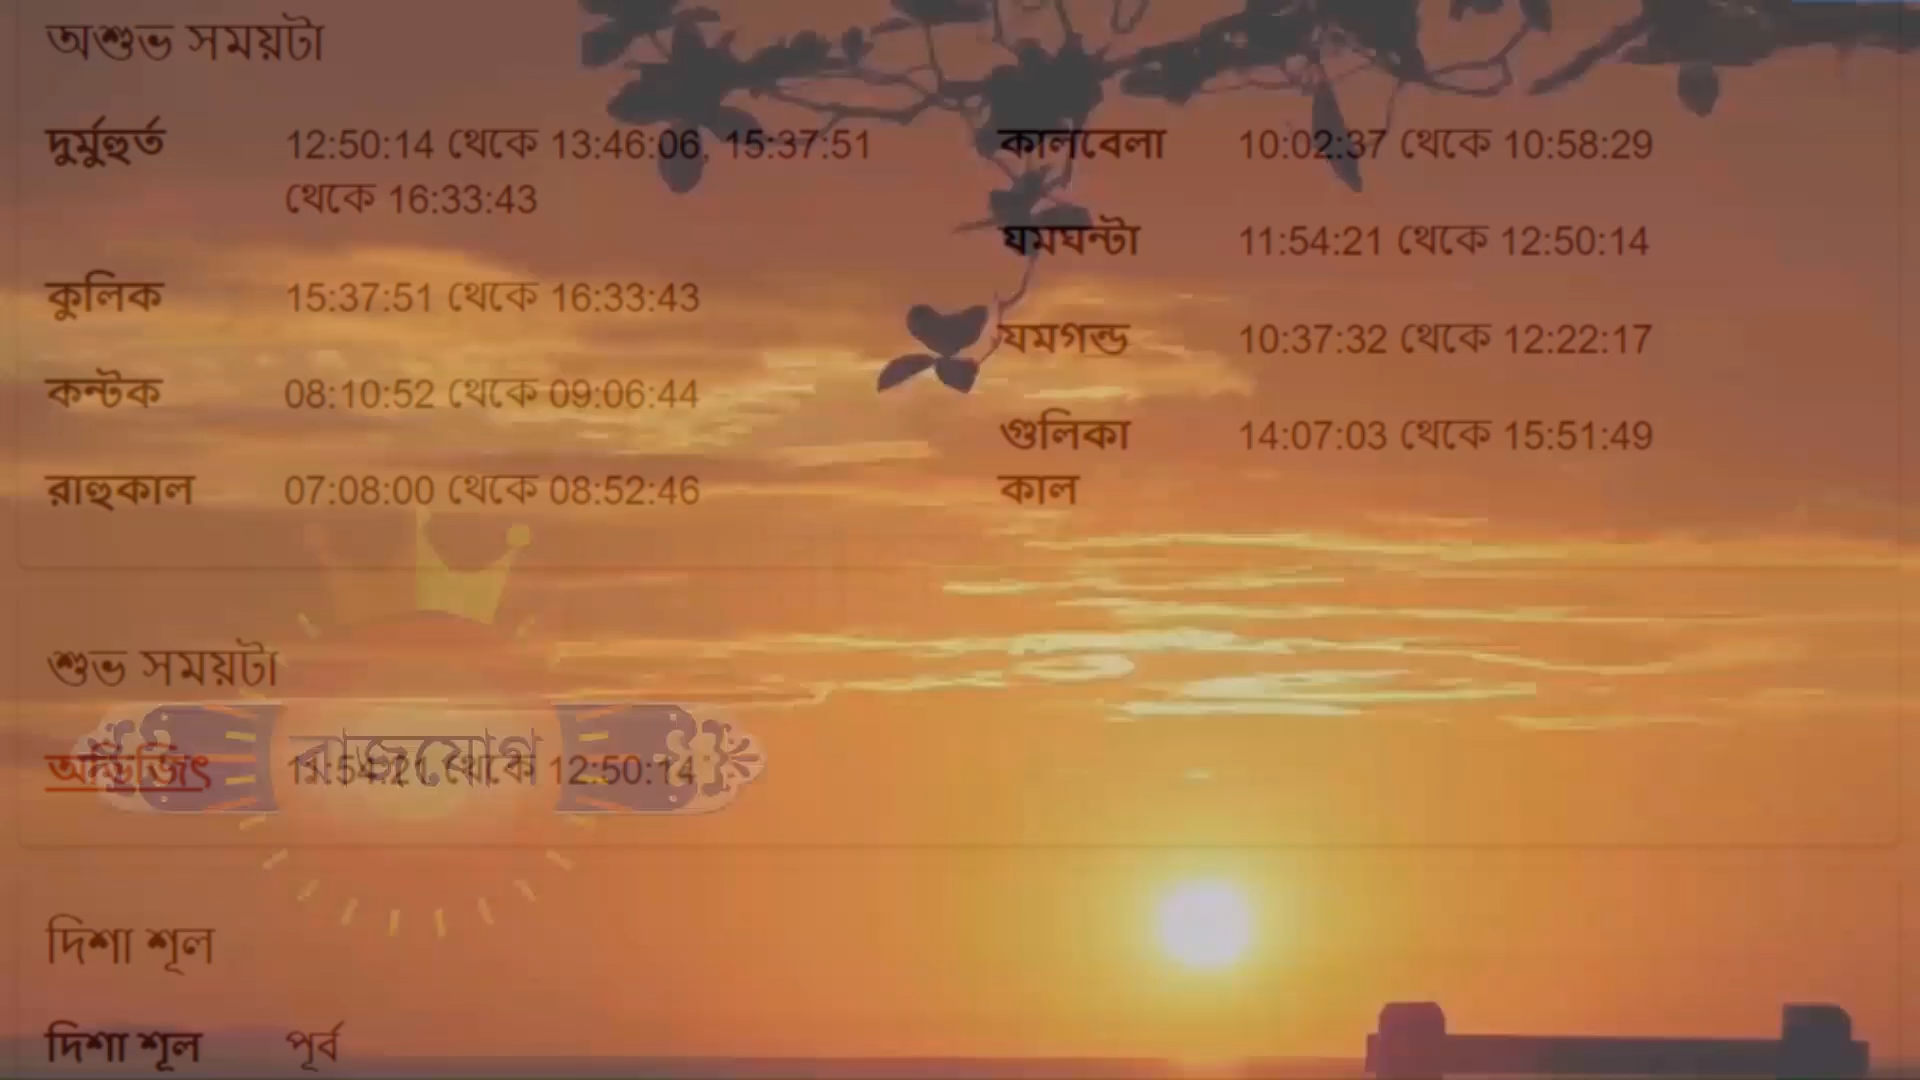 অশুভ সময়টা
দুর্মুহুর্ত 12:50:14 থেকে 13:46:06, 15:37:51
থেকে 16:33:43
কুলিক 15:37:51 থেকে 16:33:43
কন্টক 08:10:52 থেকে 09:06:44
রাহুকাল 07:08:00 থেকে 08:52:46
কালবেলা 10:02:37 থেকে 10:58:29
যমঘন্টা 11:54:21 থেকে 12:50:14
যমগন্ড 10:37:32 থেকে 12:22:17
গুলিকা 14:07:03 থেকে 15:51:49
কাল
শুভ সময়টা
অভিজিৎ 11:54:21 থেকে 12:50:14
রাজযোগ
দিশা শূল
দিশা শূল পূর্ব